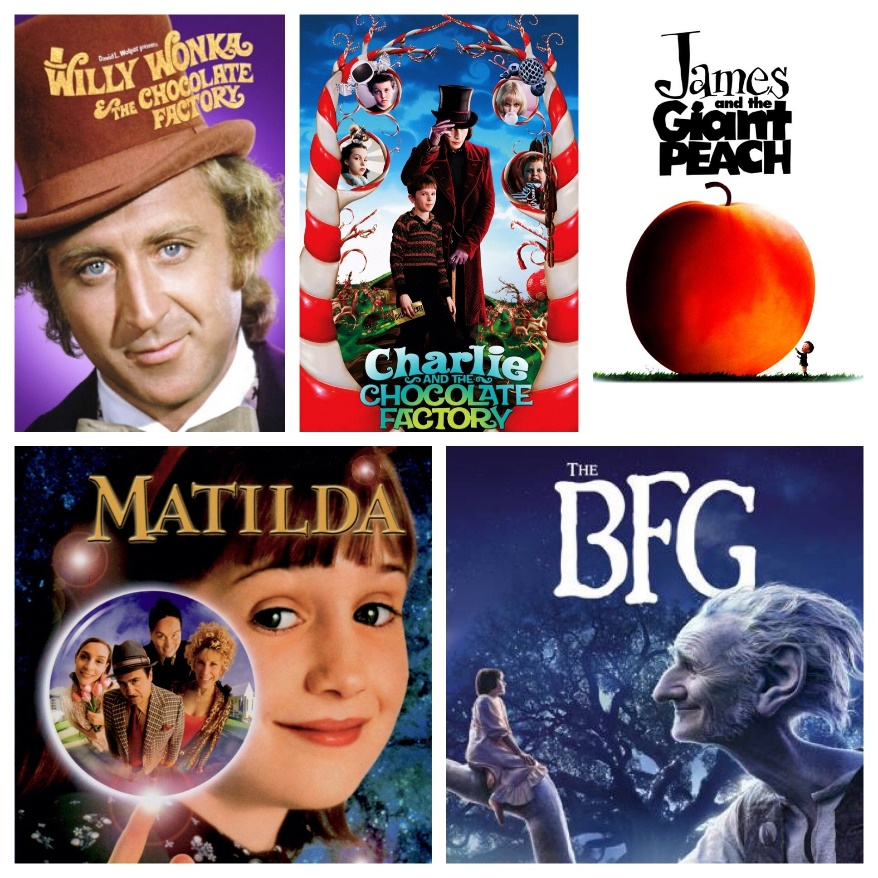 David L. Wolper presents
WILLY WONKA
& THE CHOCOLATE
FACTORY
Charlie
AND THE
CHOCOLATE
FACTORY
James
and the
Giant
PEACH
MATILDA
THE
BFG